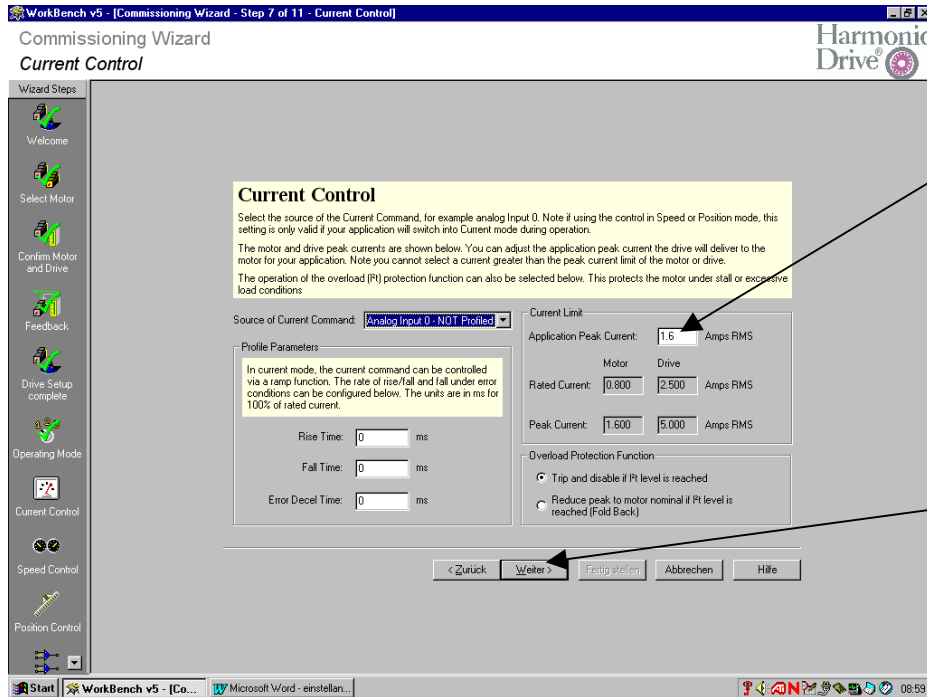 WorkBench v5 - [Commissioning Wizard - Step 7 of 11 - Current Control]
Commissioning Wizard
Current Control
Harmonic
Drive®
Wizard Steps
Welcome
Select Motor
Confirm Motor
and Drive
Feedback
Drive Setup
complete
Operating Mode
Current Control
Speed Control
Position Control
Current Control
Select the source of the Current Command, for example analog Input 0. Note if using the control in Speed or Position mode, this
setting is only valid if your application will switch into Current mode during operation.
The motor and drive peak currents are shown below. You can adjust the application peak current the drive will deliver to the
motor for your application. Note you cannot select a current greater than the peak current limit of the motor or drive.
The operation of the overload (I²t) protection function can also be selected below. This protects the motor under stall or excessive
load conditions
Source of Current Command: Analog Input 0 - NOT Profiled
Profile Parameters
In current mode, the current command can be controlled
via a ramp function. The rate of rise/fall and fall under error
conditions can be configured below. The units are in ms for
100% of rated current.
Rise Time: 0 ms
Fall Time: 0 ms
Error Decel Time: 0 ms
Current Limit
Application Peak Current: 1.6 Amps RMS
Motor Drive
Rated Current: 0.800 2.500 Amps RMS
Peak Current: 1.600 5.000 Amps RMS
Overload Protection Function
Trip and disable if I²t level is reached
Reduce peak to motor nominal if I²t level is
reached (Fold Back)
< Zurück Weiter > Fertig stellen Abbrechen Hilfe
Start WorkBench v5 - [Co... Microsoft Word - einstellan... 08:59